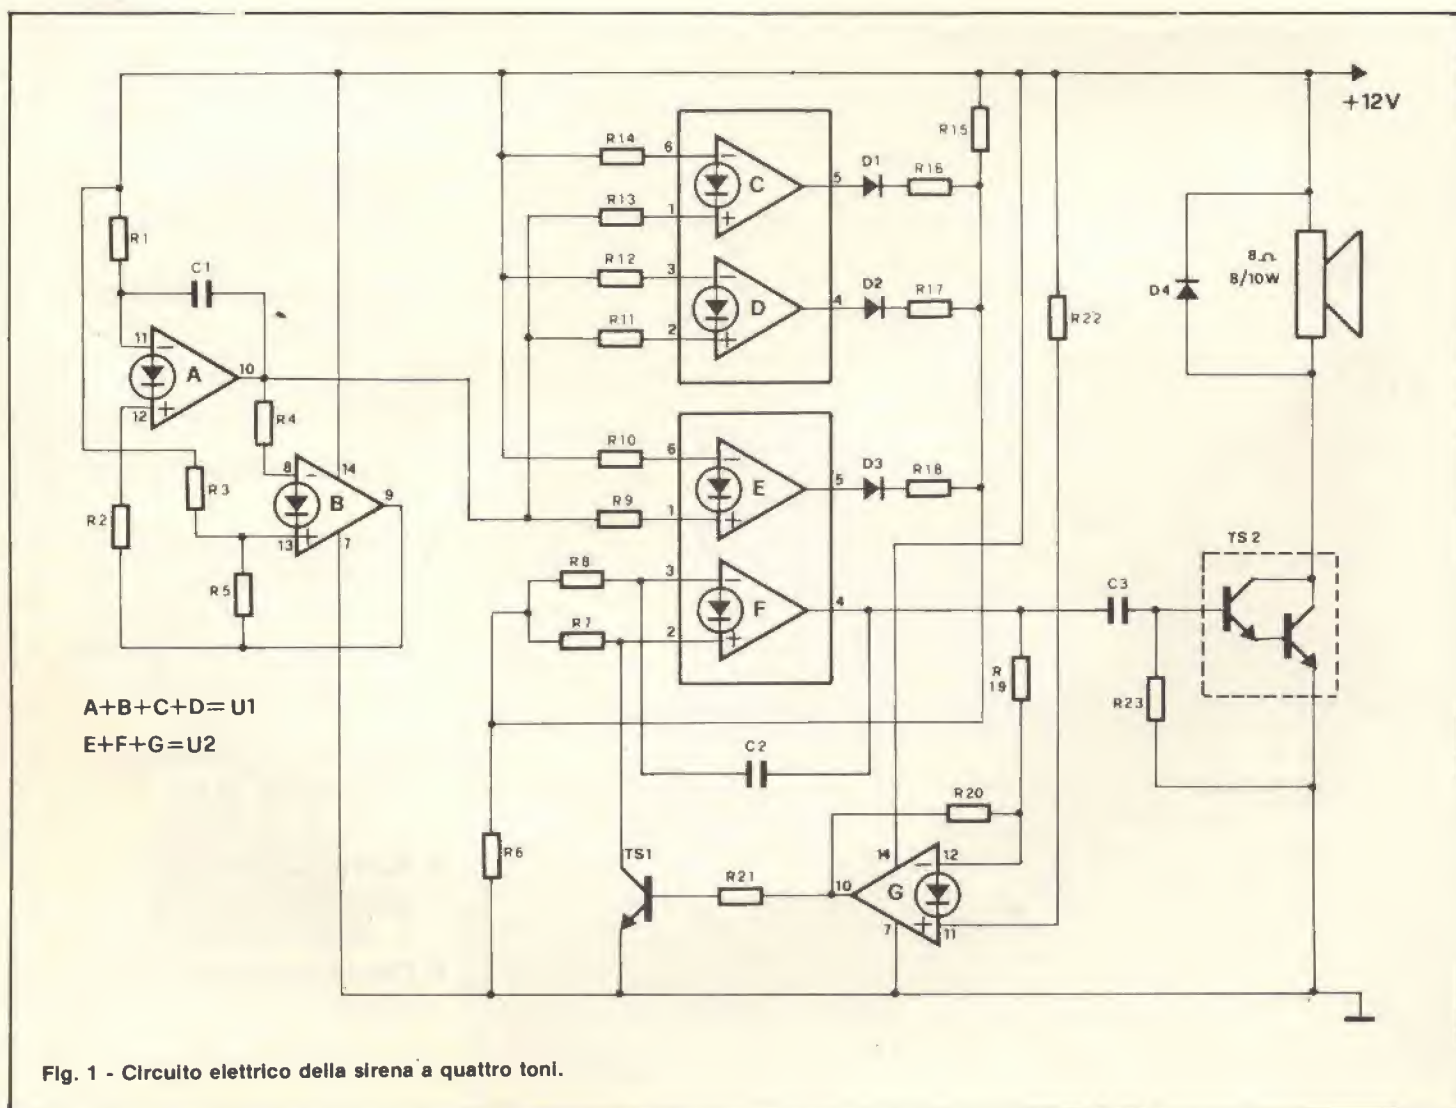 +12V
R15
R14
6
C
5
D1
R16
R13
1
R1
R12
3
8Ω
8/10W
C1
D
D2
R17
4
D4
R22
R11
2
11
A
10
12
R4
R10
6
R3
8
14
E
5
D3
R18
9
B
R9
1
R2
13
7
TS2
R8
3
R5
F
4
C3
R7
2
R
19
R23
A+B+C+D=U1
E+F+G=U2
C2
R20
R6
TS1
14
12
R21
10
G
7
11
Fig. 1 - Circuito elettrico della sirena a quattro toni.